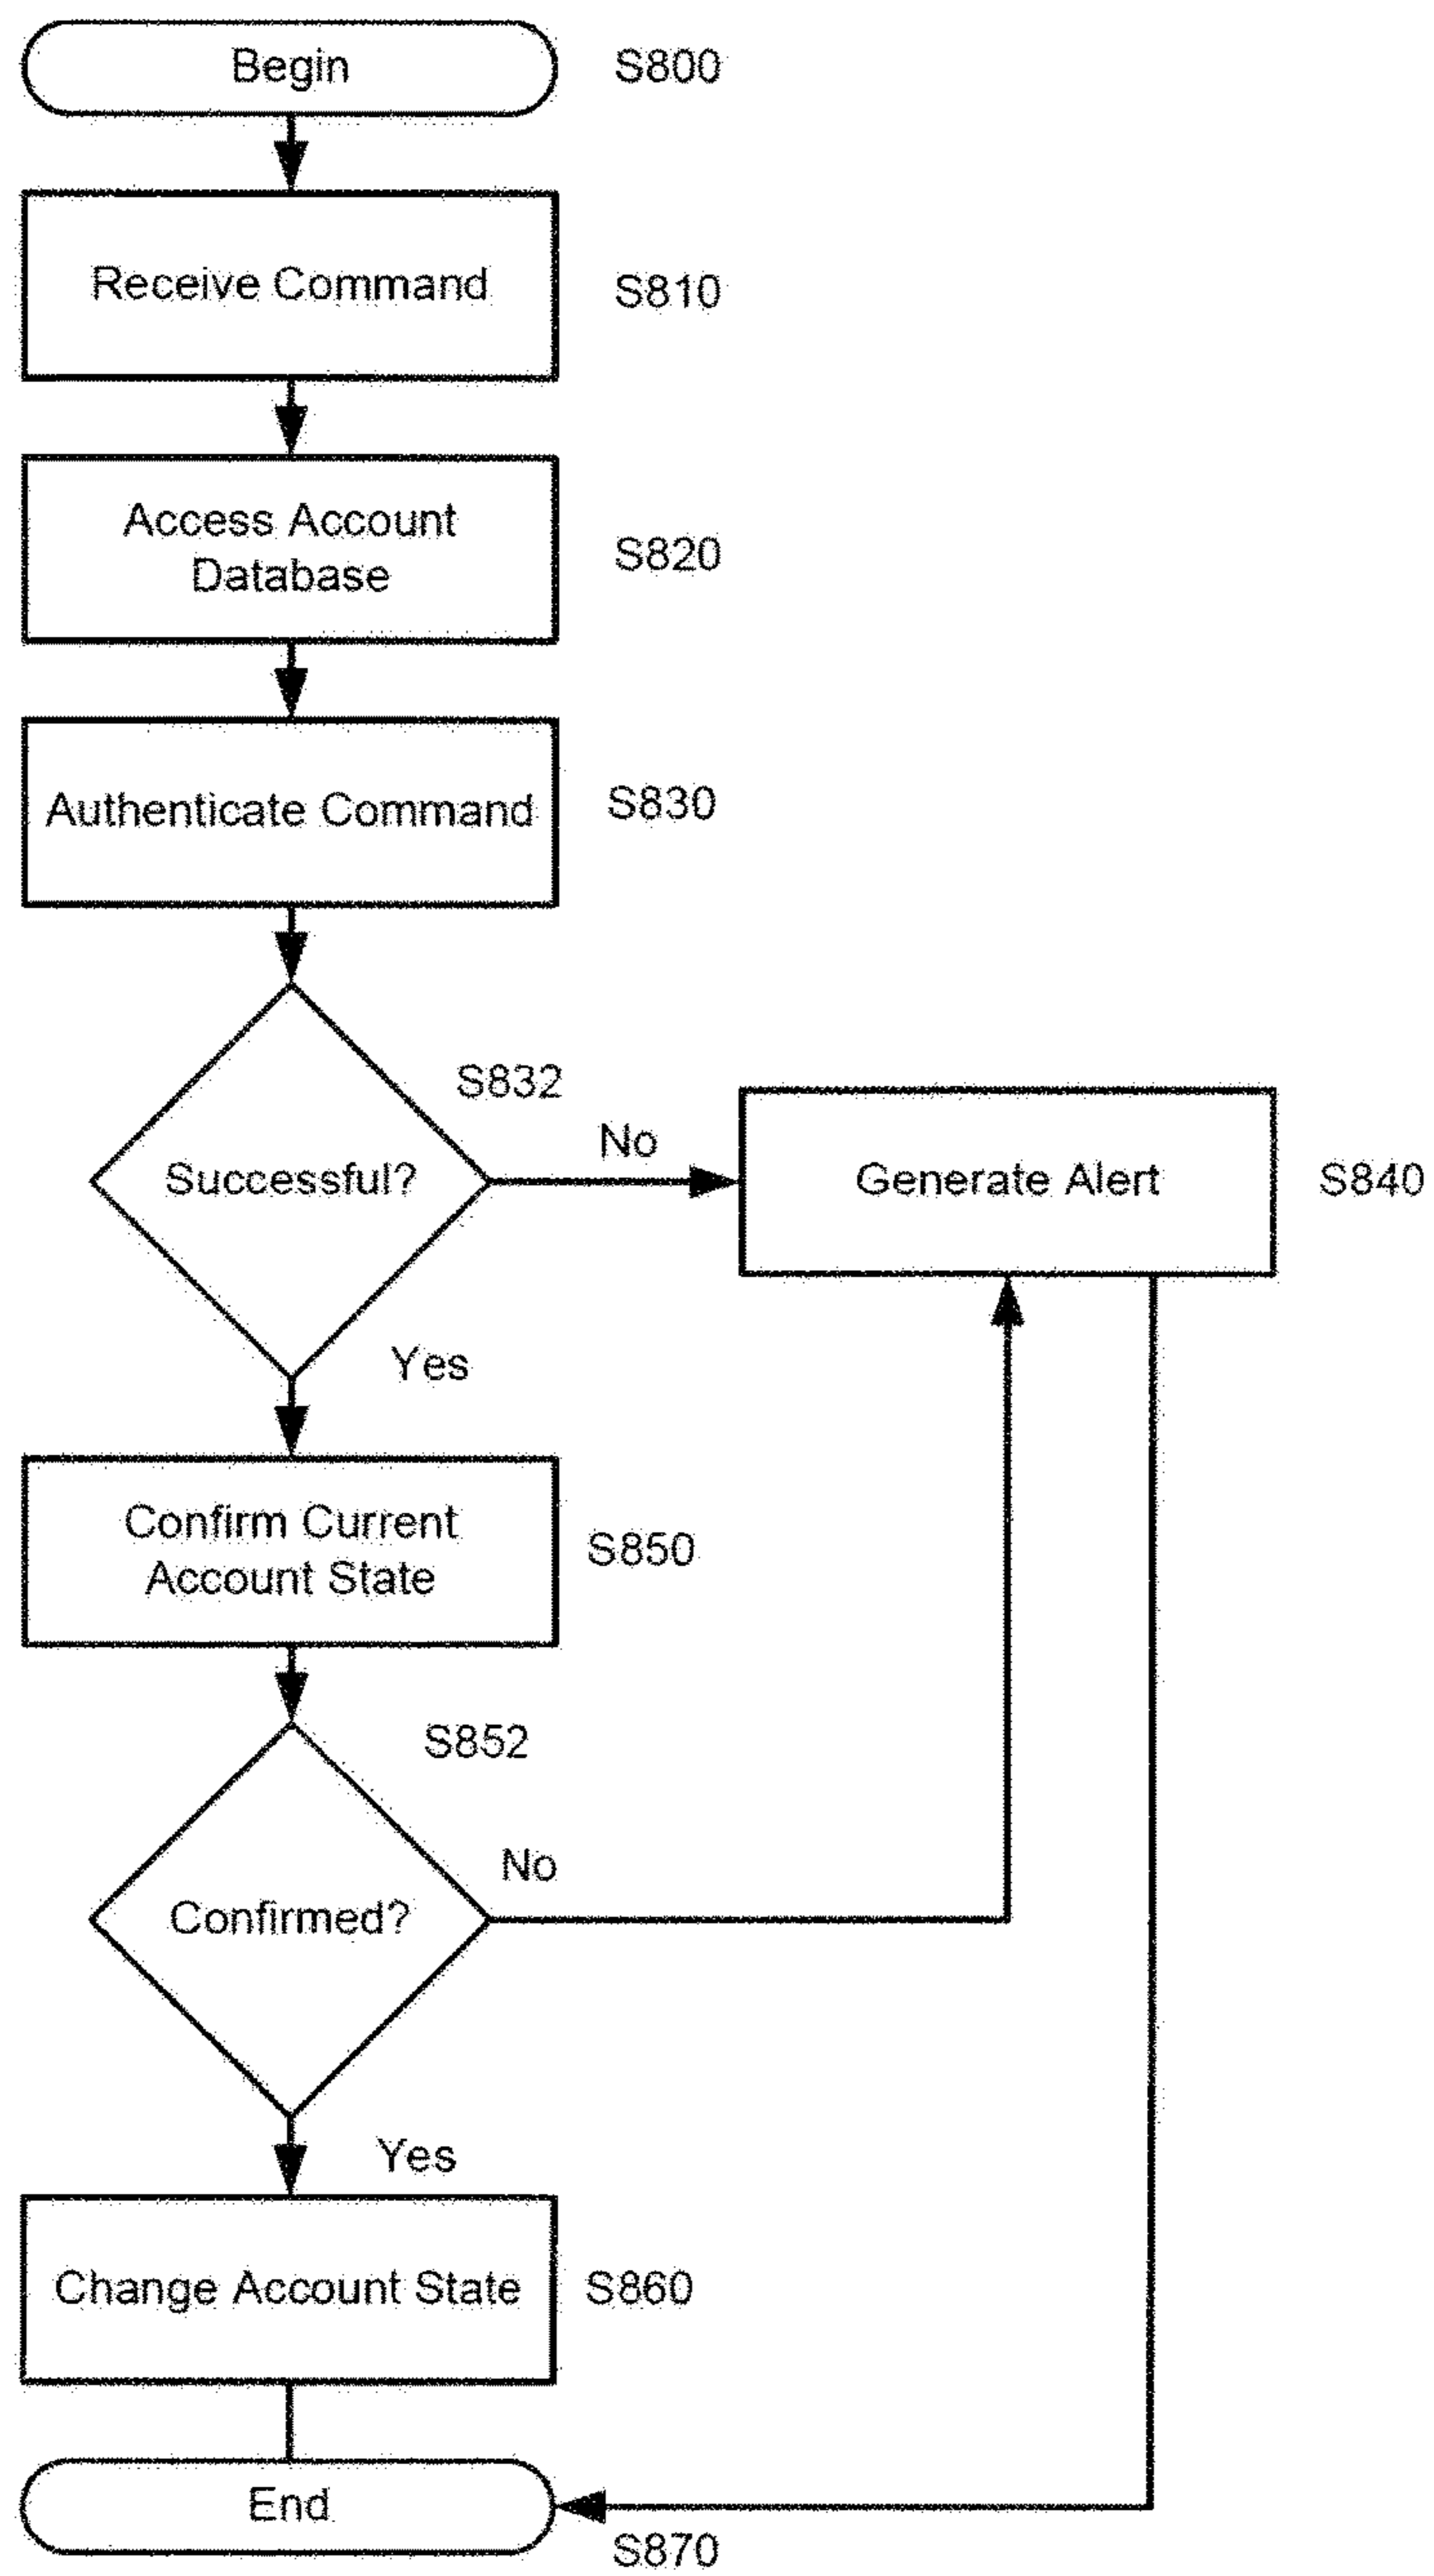 Begin
S800
Receive Command
S810
Access Account
Database
S820
Authenticate Command
S830
S832
Successful?
No
Generate Alert
S840
Yes
Confirm Current
Account State
S850
S852
No
Confirmed?
Yes
Change Account State
S860
End
S870